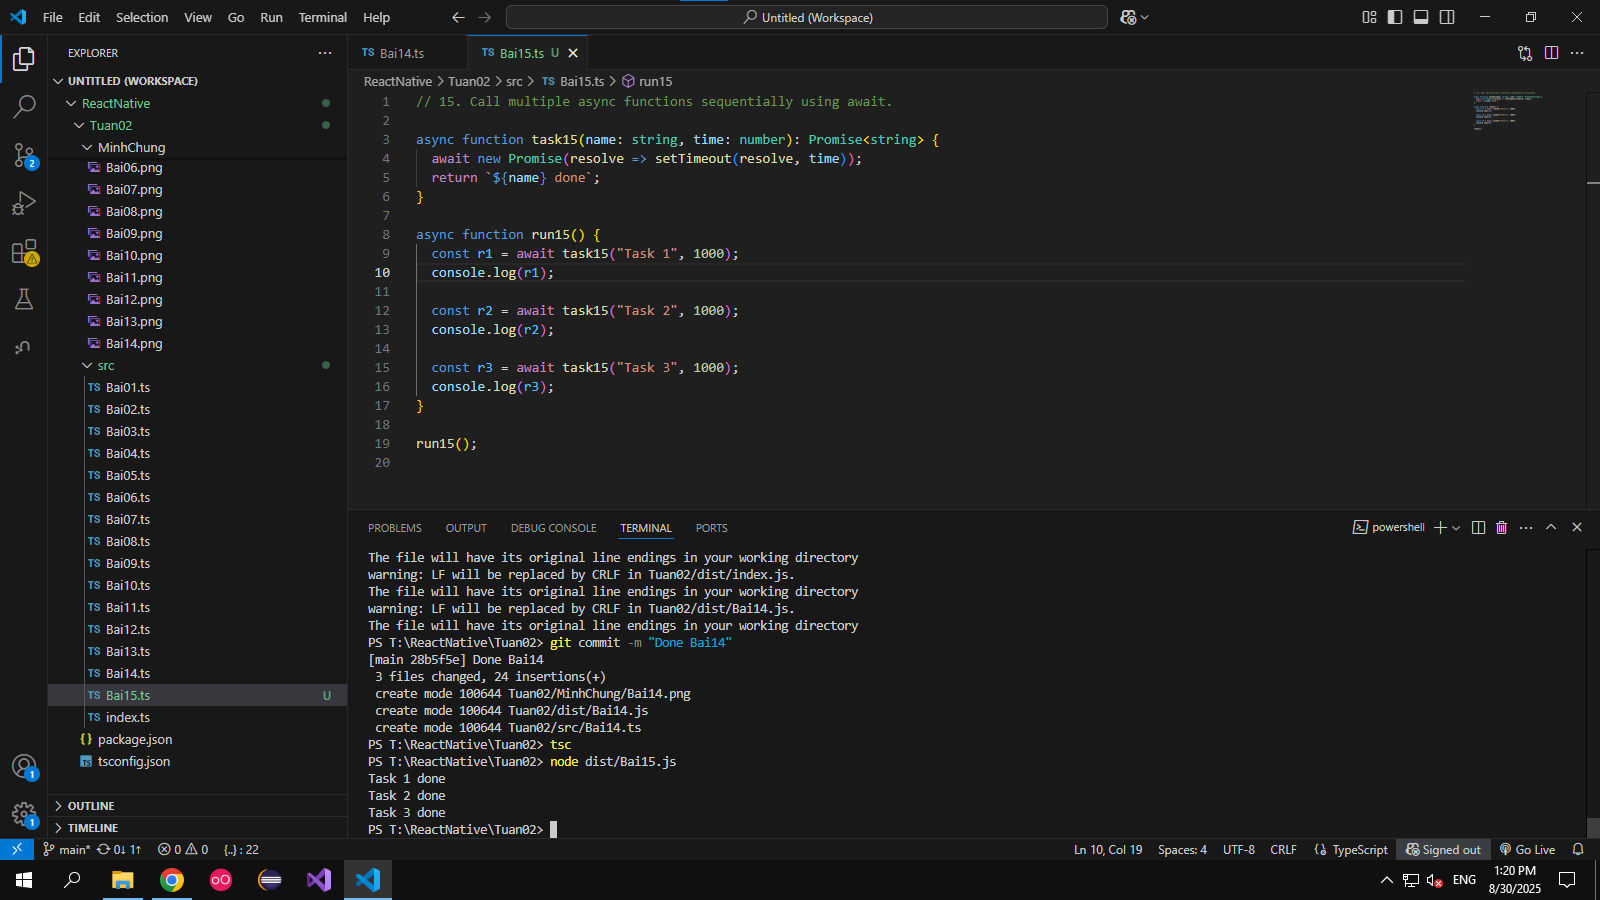 File Edit Selection View Go Run Terminal Help
Untitled (Workspace)
EXPLORER
UNTITLED (WORKSPACE)
ReactNative
Tuan02
MinhChung
Bai06.png
Bai07.png
Bai08.png
Bai09.png
Bai10.png
Bai11.png
Bai12.png
Bai13.png
Bai14.png
src
TS Bai01.ts
TS Bai02.ts
TS Bai03.ts
TS Bai04.ts
TS Bai05.ts
TS Bai06.ts
TS Bai07.ts
TS Bai08.ts
TS Bai09.ts
TS Bai10.ts
TS Bai11.ts
TS Bai12.ts
TS Bai13.ts
TS Bai14.ts
TS Bai15.ts U
TS index.ts
{} package.json
TS tsconfig.json
OUTLINE
TIMELINE
2
1
1
TS Bai14.ts
TS Bai15.ts U
ReactNative > Tuan02 > src > TS Bai15.ts > run15
1 // 15. Call multiple async functions sequentially using await.
2
3 async function task15(name: string, time: number): Promise<string> {
4 await new Promise(resolve => setTimeout(resolve, time));
5 return `${name} done`;
6 }
7
8 async function run15() {
9 const r1 = await task15("Task 1", 1000);
10 console.log(r1);
11
12 const r2 = await task15("Task 2", 1000);
13 console.log(r2);
14
15 const r3 = await task15("Task 3", 1000);
16 console.log(r3);
17 }
18
19 run15();
20
PROBLEMS OUTPUT DEBUG CONSOLE TERMINAL PORTS
powershell
The file will have its original line endings in your working directory
warning: LF will be replaced by CRLF in Tuan02/dist/index.js.
The file will have its original line endings in your working directory
warning: LF will be replaced by CRLF in Tuan02/dist/Bai14.js.
The file will have its original line endings in your working directory
PS T:\ReactNative\Tuan02> git commit -m "Done Bai14"
[main 28b5f5e] Done Bai14
3 files changed, 24 insertions(+)
create mode 100644 Tuan02/MinhChung/Bai14.png
create mode 100644 Tuan02/dist/Bai14.js
create mode 100644 Tuan02/src/Bai14.ts
PS T:\ReactNative\Tuan02> tsc
PS T:\ReactNative\Tuan02> node dist/Bai15.js
Task 1 done
Task 2 done
Task 3 done
PS T:\ReactNative\Tuan02>
main* 0↓ 1↑ 0 0 {..} : 22
Ln 10, Col 19 Spaces: 4 UTF-8 CRLF {} TypeScript Signed out Go Live
ENG
1:20 PM
8/30/2025